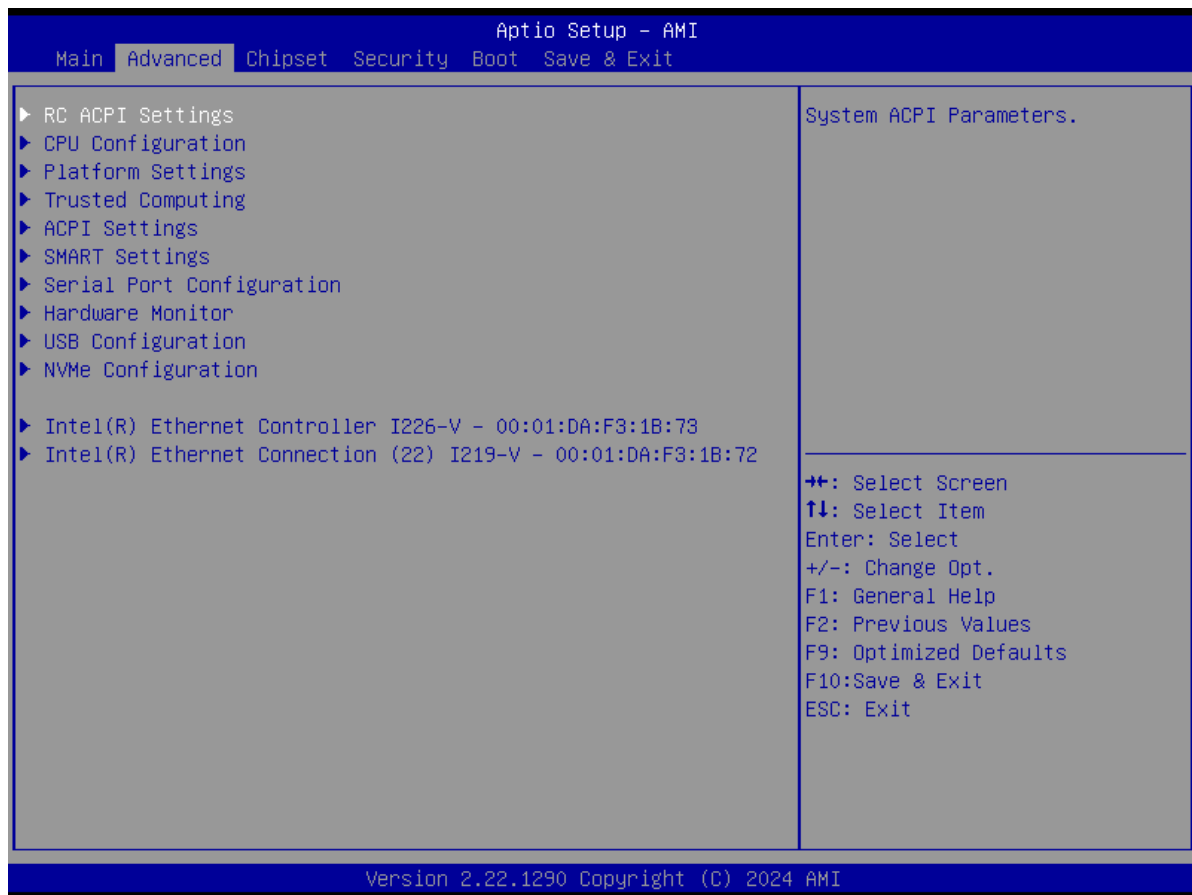 Aptio Setup – AMI
Main Advanced Chipset Security Boot Save & Exit
RC ACPI Settings
CPU Configuration
Platform Settings
Trusted Computing
ACPI Settings
SMART Settings
Serial Port Configuration
Hardware Monitor
USB Configuration
NVMe Configuration
Intel(R) Ethernet Controller I226-V – 00:01:DA:F3:1B:73
Intel(R) Ethernet Connection (22) I219-V – 00:01:DA:F3:1B:72
System ACPI Parameters.
→←: Select Screen
↑↓: Select Item
Enter: Select
+/-: Change Opt.
F1: General Help
F2: Previous Values
F9: Optimized Defaults
F10:Save & Exit
ESC: Exit
Version 2.22.1290 Copyright (C) 2024 AMI